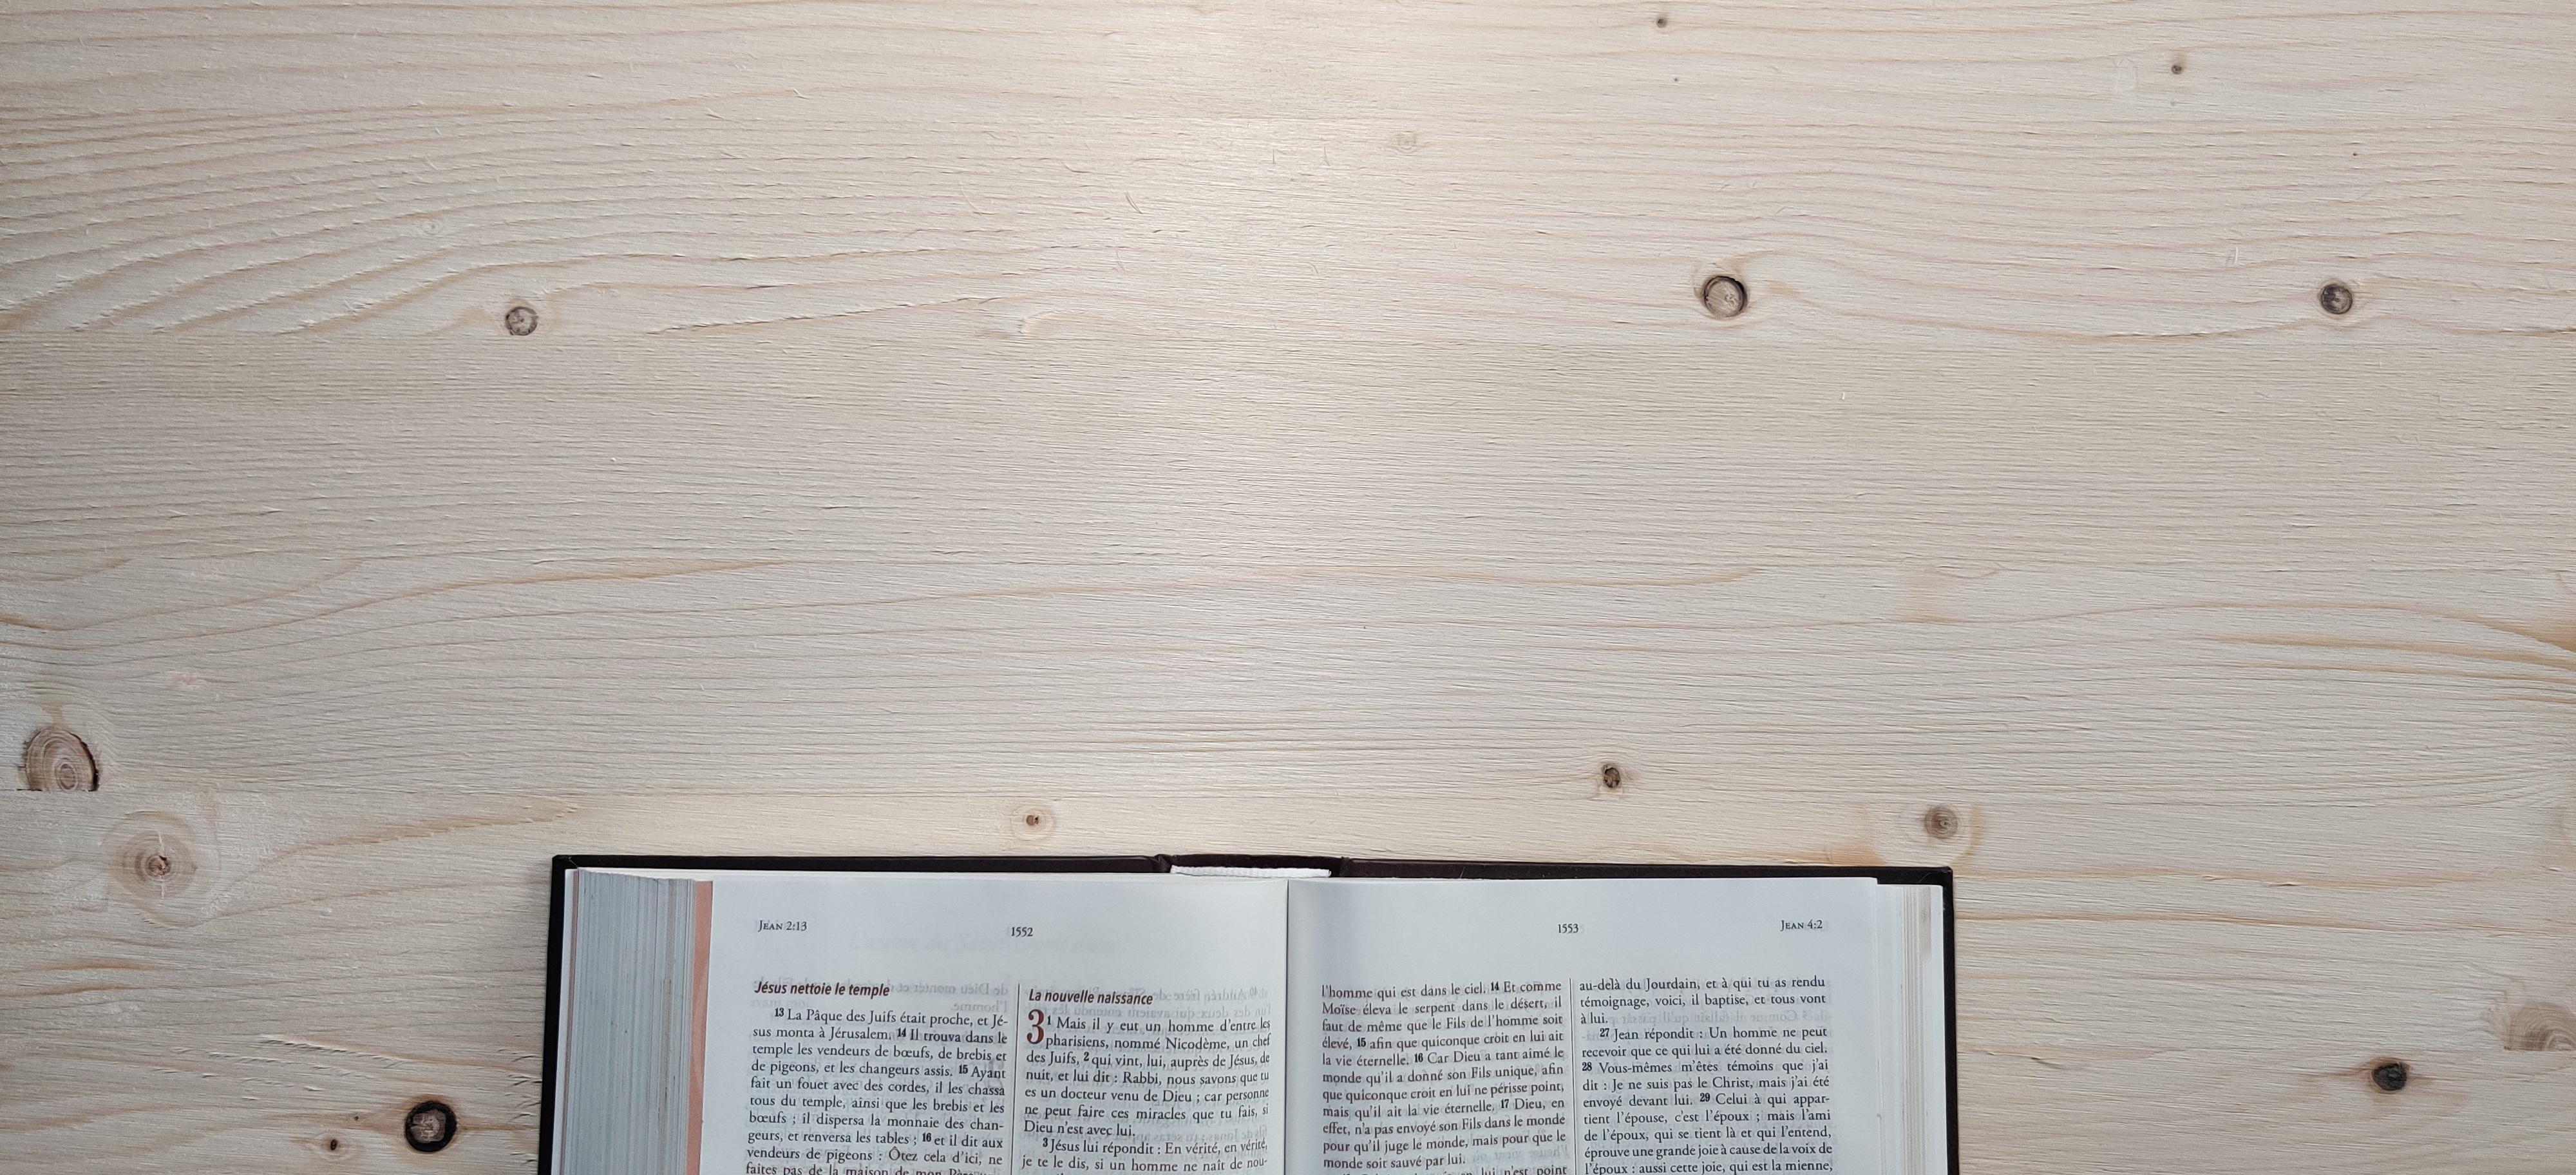 JEAN 2:13
1552
Jésus nettoie le temple
13 La Pâque des Juifs était proche, et Jé-
sus monta à Jérusalem. 14 Il trouva dans le
temple les vendeurs de bœufs, de brebis et
de pigeons, et les changeurs assis. 15 Ayant
fait un fouet avec des cordes, il les chassa
tous du temple, ainsi que les brebis et les
bœufs ; il dispersa la monnaie des chan-
geurs, et renversa les tables ; 16 et il dit aux
vendeurs de pigeons : Ôtez cela d'ici, ne
faites pas de la maison de mon
La nouvelle naissance
3 1 Mais il y eut un homme d'entre les
pharisiens, nommé Nicodème, un chef
des Juifs, 2 qui vint, lui, auprès de Jésus, de
nuit, et lui dit : Rabbi, nous savons que tu
es un docteur venu de Dieu ; car personne
ne peut faire ces miracles que tu fais, si
Dieu n'est avec lui.
3 Jésus lui répondit : En vérité, en vérité,
je te le dis, si un homme ne naît de nou-
1553
JEAN 4:2
l'homme qui est dans le ciel. 14 Et comme
Moïse éleva le serpent dans le désert, il
faut de même que le Fils de l'homme soit
élevé, 15 afin que quiconque croit en lui ait
la vie éternelle. 16 Car Dieu a tant aimé le
monde qu'il a donné son Fils unique, afin
que quiconque croit en lui ne périsse point,
mais qu'il ait la vie éternelle. 17 Dieu, en
effet, n'a pas envoyé son Fils dans le monde
pour qu'il juge le monde, mais pour que le
monde soit sauvé par lui.
lui n'est point
au-delà du Jourdain, et à qui tu as rendu
témoignage, voici, il baptise, et tous vont
à lui.
27 Jean répondit : Un homme ne peut
recevoir que ce qui lui a été donné du ciel.
28 Vous-mêmes m'êtes témoins que j'ai
dit : Je ne suis pas le Christ, mais j'ai été
envoyé devant lui. 29 Celui à qui appar-
tient l'épouse, c'est l'époux ; mais l'ami
de l'époux, qui se tient là et qui l'entend,
éprouve une grande joie à cause de la voix de
l'époux : aussi cette joie, qui est la mienne,